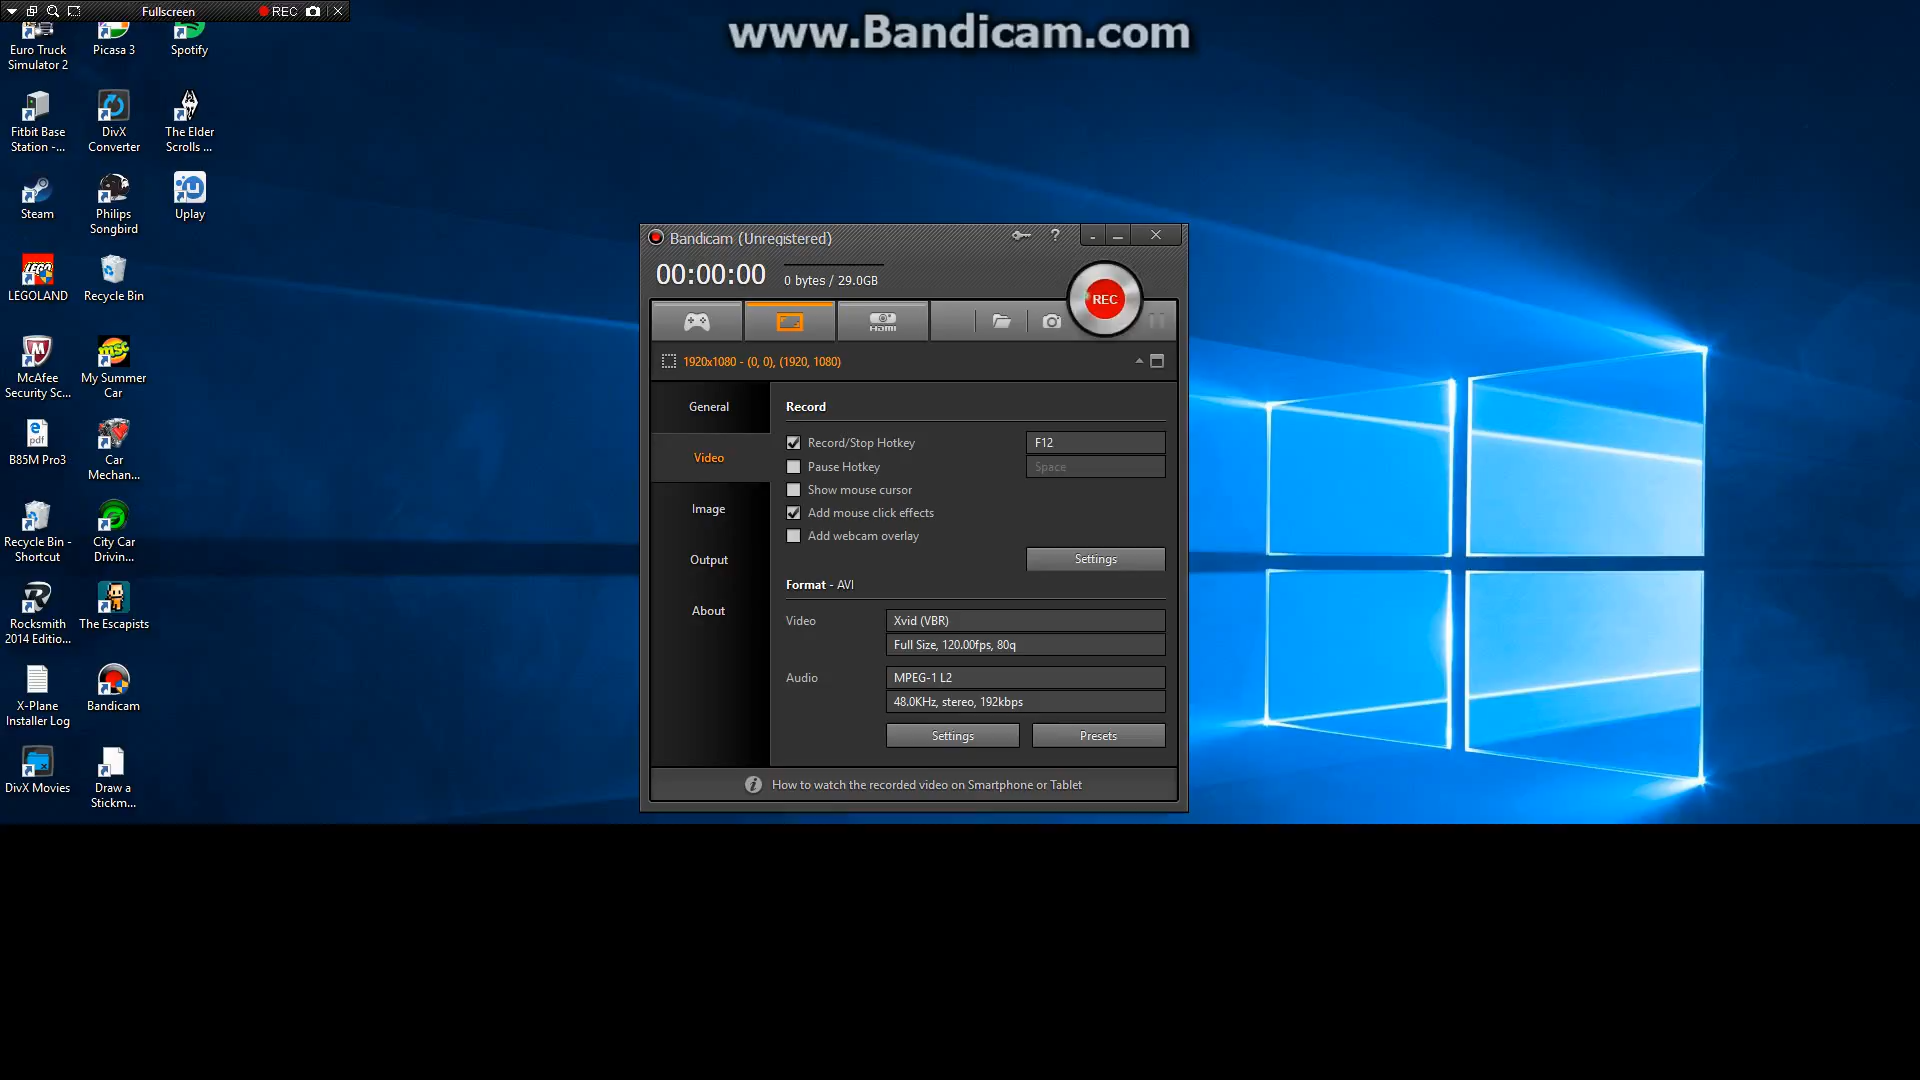 Fullscreen
REC
www.Bandicam.com
Euro Truck
Simulator 2
Picasa 3
Spotify
Fitbit Base
Station -...
DivX
Converter
The Elder
Scrolls ...
Steam
Philips
Songbird
Uplay
LEGO
LEGOLAND
Recycle Bin
McAfee
Security Sc...
msc
My Summer
Car
pdf
B85M Pro3
Car
Mechan...
Recycle Bin -
Shortcut
City Car
Drivin...
Rocksmith
2014 Editio...
The Escapists
X-Plane
Installer Log
Bandicam
DivX Movies
Draw a
Stickm...
Bandicam (Unregistered)
?
00:00:00
0 bytes / 29.0GB
REC
HDMI
1920x1080 - (0, 0), (1920, 1080)
General
Video
Image
Output
About
Record
Record/Stop Hotkey
F12
Pause Hotkey
Space
Show mouse cursor
Add mouse click effects
Add webcam overlay
Settings
Format - AVI
Video
Xvid (VBR)
Full Size, 120.00fps, 80q
Audio
MPEG-1 L2
48.0KHz, stereo, 192kbps
Settings
Presets
How to watch the recorded video on Smartphone or Tablet